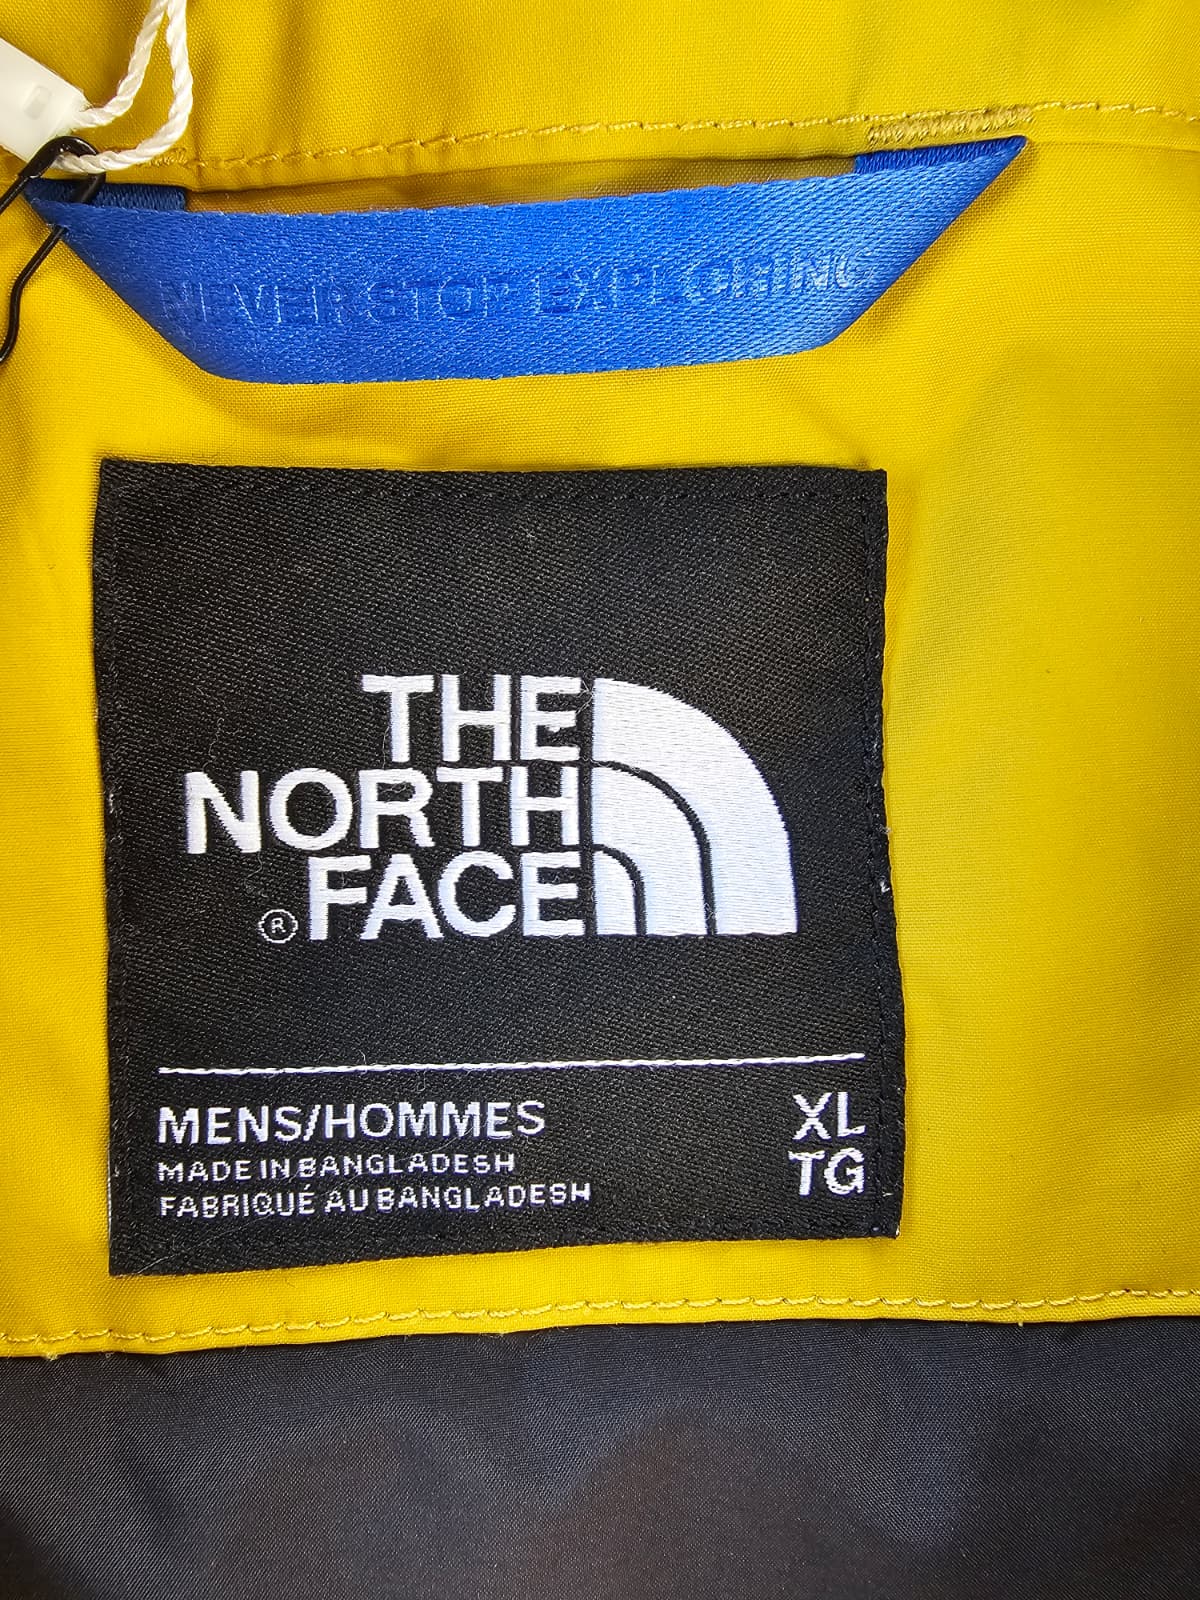 NEVER STOP EXPLORING
THE
NORTH
® FACE
MENS/HOMMES
XL
MADE IN BANGLADESH
TG
FABRIQUÉ AU BANGLADESH